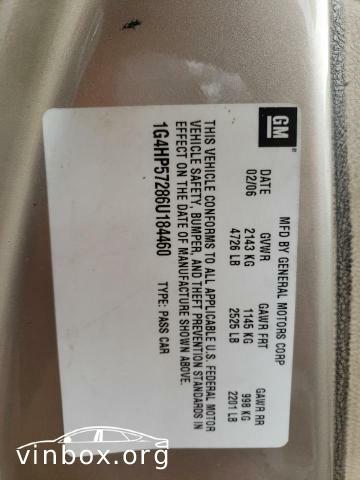 GM
MFD BY GENERAL MOTORS CORP
DATE GVWR GAWR FRT GAWR RR
02/06 2143 KG 1145 KG 998 KG
4726 LB 2525 LB 2201 LB
THIS VEHICLE CONFORMS TO ALL APPLICABLE U.S. FEDERAL MOTOR
VEHICLE SAFETY, BUMPER, AND THEFT PREVENTION STANDARDS IN
EFFECT ON THE DATE OF MANUFACTURE SHOWN ABOVE.
1G4HP57286U184460 TYPE: PASS CAR
vinbox.org